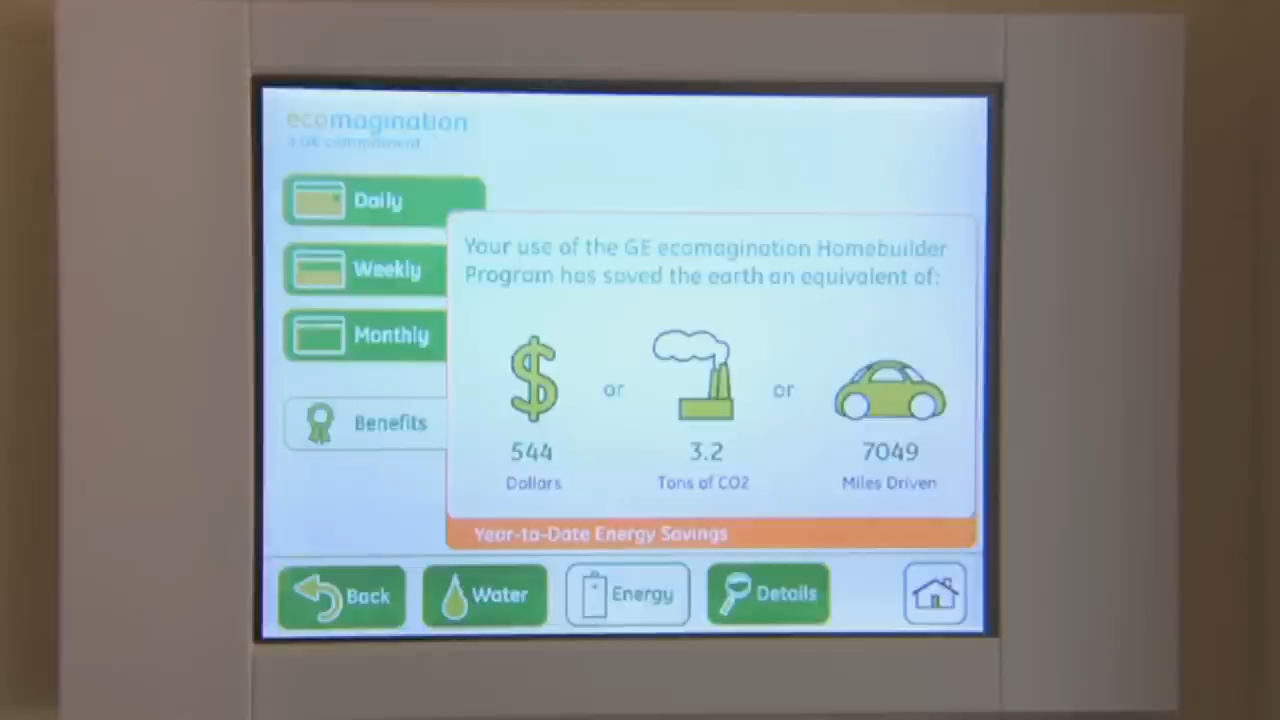 ecomagination
a GE commitment
Daily
Weekly
Monthly
Benefits
Your use of the GE ecomagination Homebuilder
Program has saved the earth an equivalent of:
$ or or
544 3.2 7049
Dollars Tons of CO2 Miles Driven
Year-to-Date Energy Savings
Back Water Energy Details